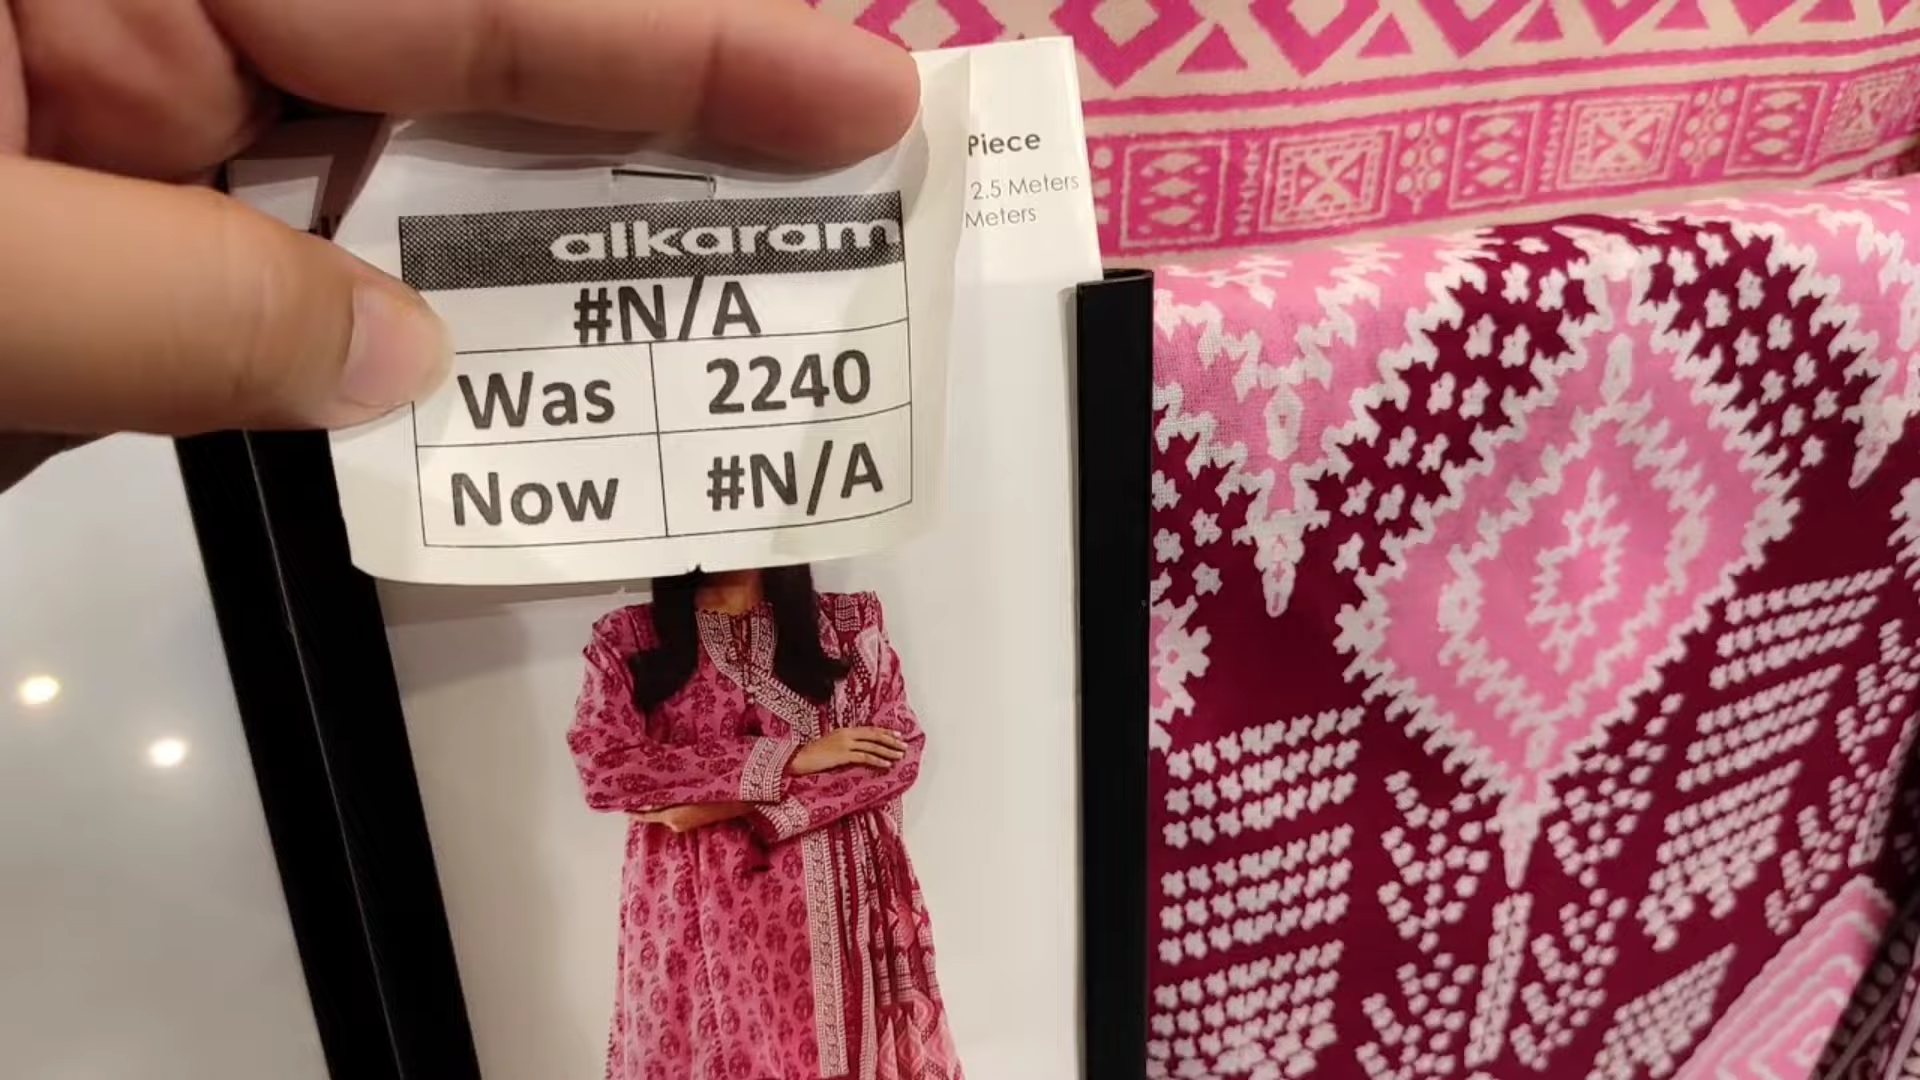 alkaram
#N/A
Was 2240
Now #N/A
Piece
2.5 Meters
Meters